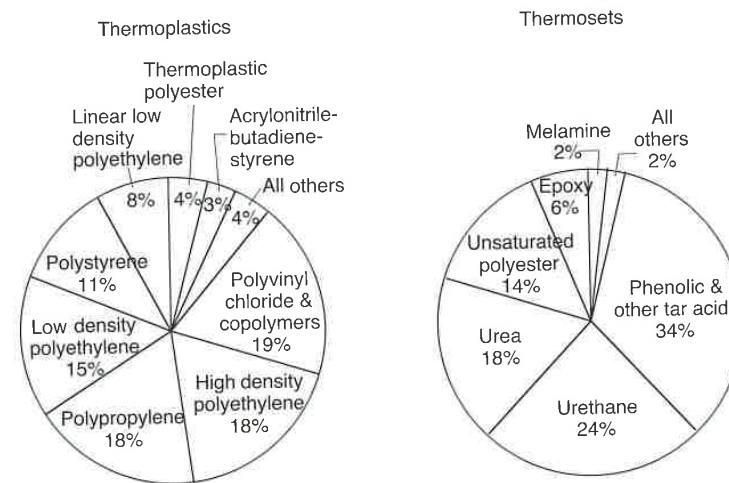 Thermoplastics
Thermoplastic
polyester
Linear low
density
polyethylene
Acrylonitrile-
butadiene-
styrene
All others
8%
4%
3%
4%
Polystyrene
11%
Polyvinyl
chloride &
copolymers
19%
Low density
polyethylene
15%
High density
polyethylene
18%
Polypropylene
18%
Thermosets
Melamine
2%
All
others
2%
Epoxy
6%
Unsaturated
polyester
14%
Phenolic &
other tar acid
34%
Urea
18%
Urethane
24%